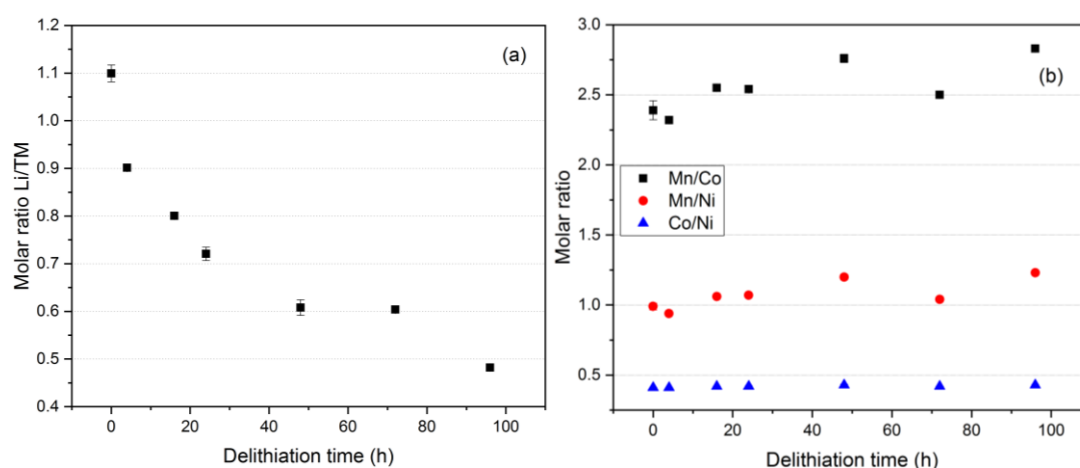 (a)
Molar ratio Li/TM
1.2
1.1
1.0
0.9
0.8
0.7
0.6
0.5
0.4
0 20 40 60 80 100
Delithiation time (h)
(b)
Molar ratio
3.0
2.5
2.0
1.5
1.0
0.5
Mn/Co
Mn/Ni
Co/Ni
0 20 40 60 80 100
Delithiation time (h)